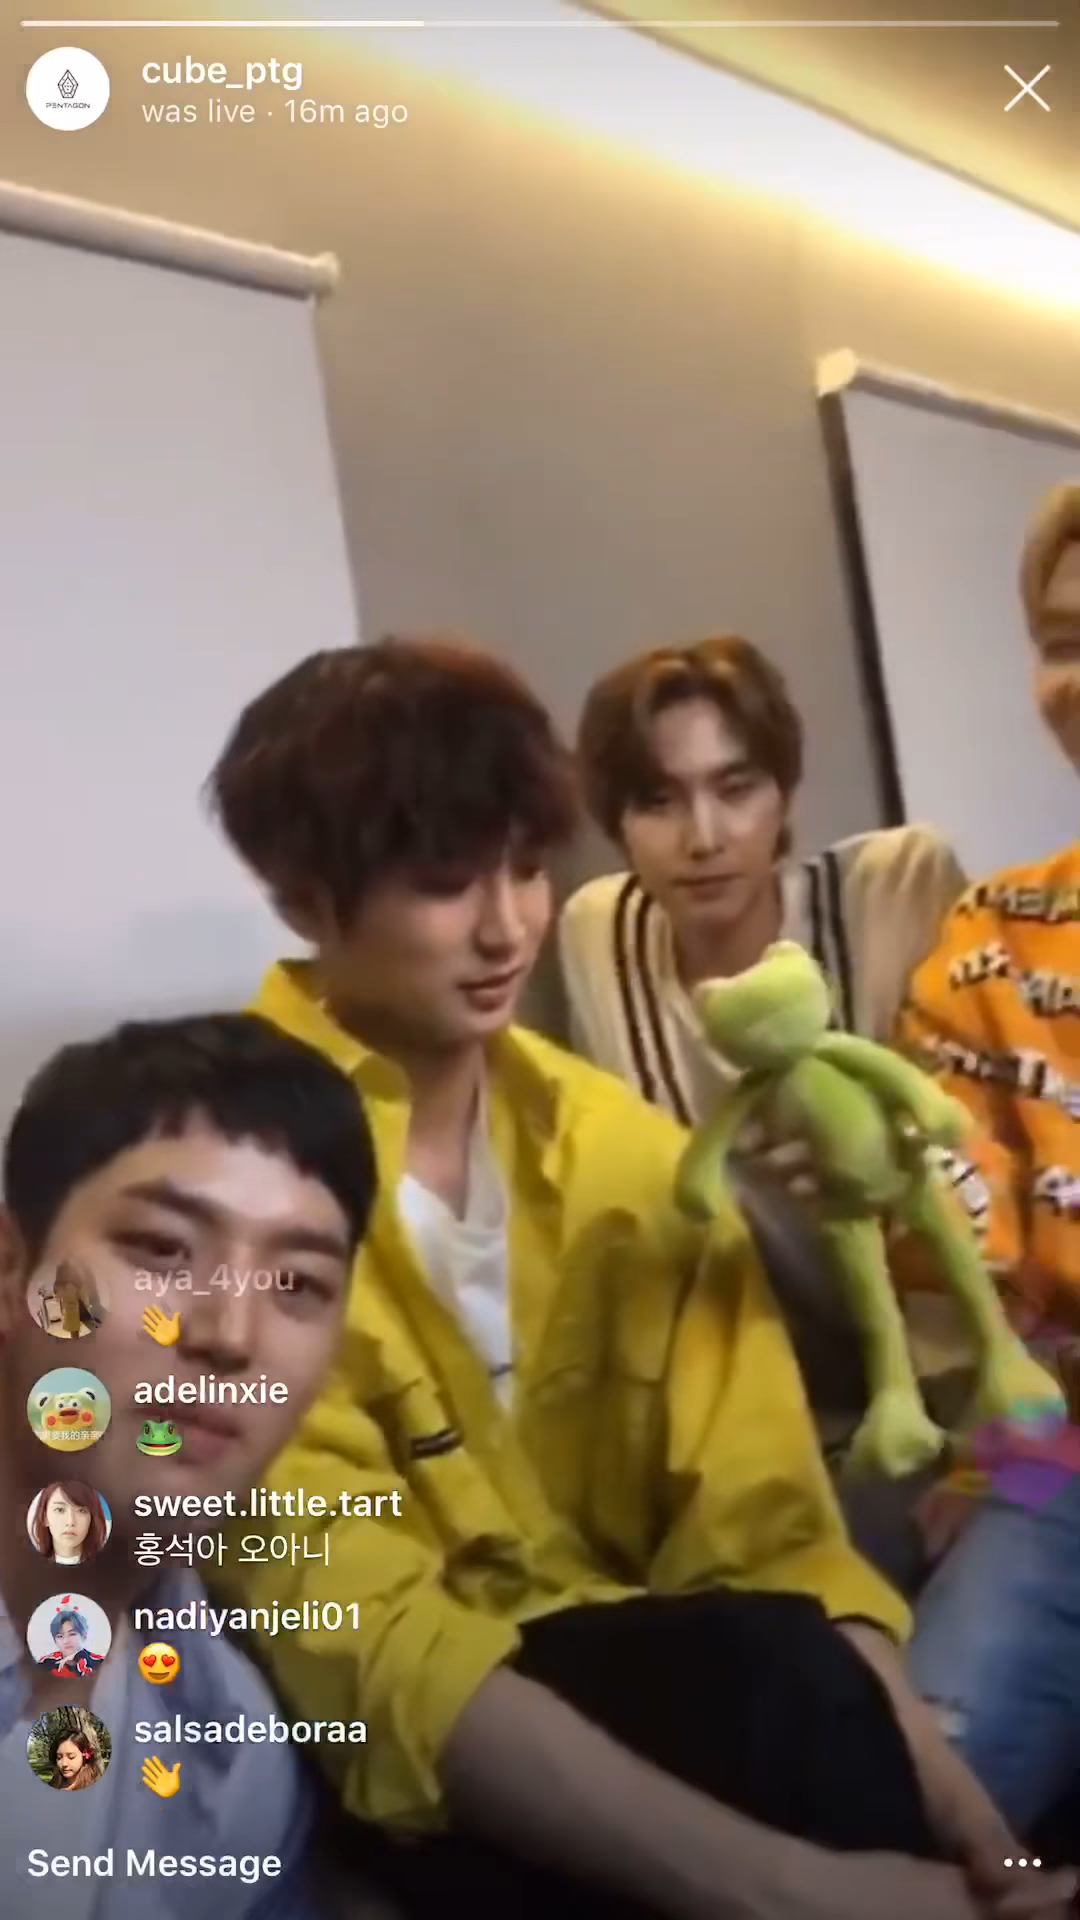 cube_ptg
was live · 16m ago
PENTAGON
aya_4you
👋
adelinxie
🐸
sweet.little.tart
홍석아 오아니
nadiyanjeli01
😍
salsadeboraa
👋
Send Message